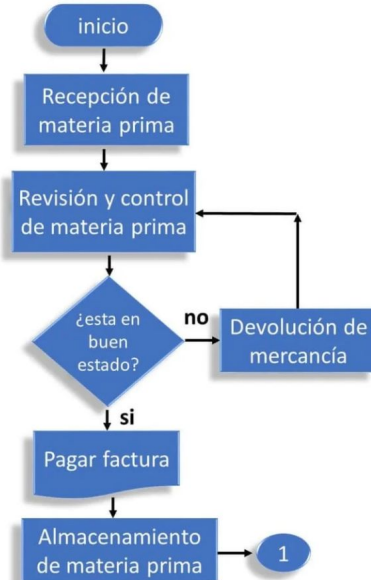 inicio
Recepción de
materia prima
Revisión y control
de materia prima
¿esta en
buen
estado?
no
Devolución de
mercancía
si
Pagar factura
Almacenamiento
de materia prima
1